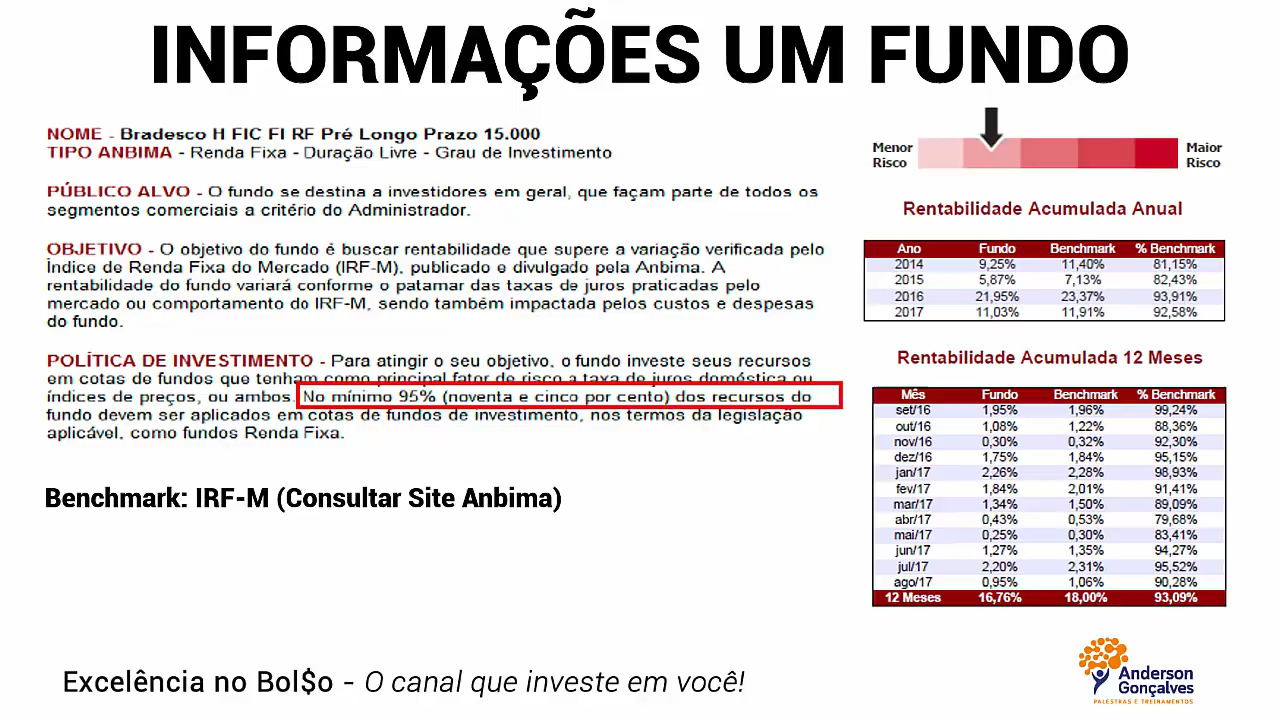 INFORMAÇÕES UM FUNDO
NOME - Bradesco H FIC FI RF Pré Longo Prazo 15.000
TIPO ANBIMA - Renda Fixa - Duração Livre - Grau de Investimento
PÚBLICO ALVO - O fundo se destina a investidores em geral, que façam parte de todos os
segmentos comerciais a critério do Administrador.
OBJETIVO - O objetivo do fundo é buscar rentabilidade que supere a variação verificada pelo
Índice de Renda Fixa do Mercado (IRF-M), publicado e divulgado pela Anbima. A
rentabilidade do fundo variará conforme o patamar das taxas de juros praticadas pelo
mercado ou comportamento do IRF-M, sendo também impactada pelos custos e despesas
do fundo.
POLÍTICA DE INVESTIMENTO - Para atingir o seu objetivo, o fundo investe seus recursos
em cotas de fundos que tenham como principal fator de risco a taxa de juros doméstica ou
índices de preços, ou ambos. No mínimo 95% (noventa e cinco por cento) dos recursos do
fundo devem ser aplicados em cotas de fundos de investimento, nos termos da legislação
aplicável, como fundos Renda Fixa.
Benchmark: IRF-M (Consultar Site Anbima)
Menor Risco
Maior Risco
Rentabilidade Acumulada Anual
Ano Fundo Benchmark % Benchmark
2014 9,25% 11,40% 81,15%
2015 5,87% 7,13% 82,43%
2016 21,95% 23,37% 93,91%
2017 11,03% 11,91% 92,58%
Rentabilidade Acumulada 12 Meses
Mês Fundo Benchmark % Benchmark
set/16 1,95% 1,96% 99,24%
out/16 1,08% 1,22% 88,36%
nov/16 0,30% 0,32% 92,30%
dez/16 1,75% 1,84% 95,15%
jan/17 2,26% 2,28% 98,93%
fev/17 1,84% 2,01% 91,41%
mar/17 1,34% 1,50% 89,09%
abr/17 0,43% 0,53% 79,68%
mai/17 0,25% 0,30% 83,41%
jun/17 1,27% 1,35% 94,27%
jul/17 2,20% 2,31% 95,52%
ago/17 0,95% 1,06% 90,28%
12 Meses 16,76% 18,00% 93,09%
Excelência no Bol$o - O canal que investe em você!
Anderson
Gonçalves
PALESTRAS E TREINAMENTOS